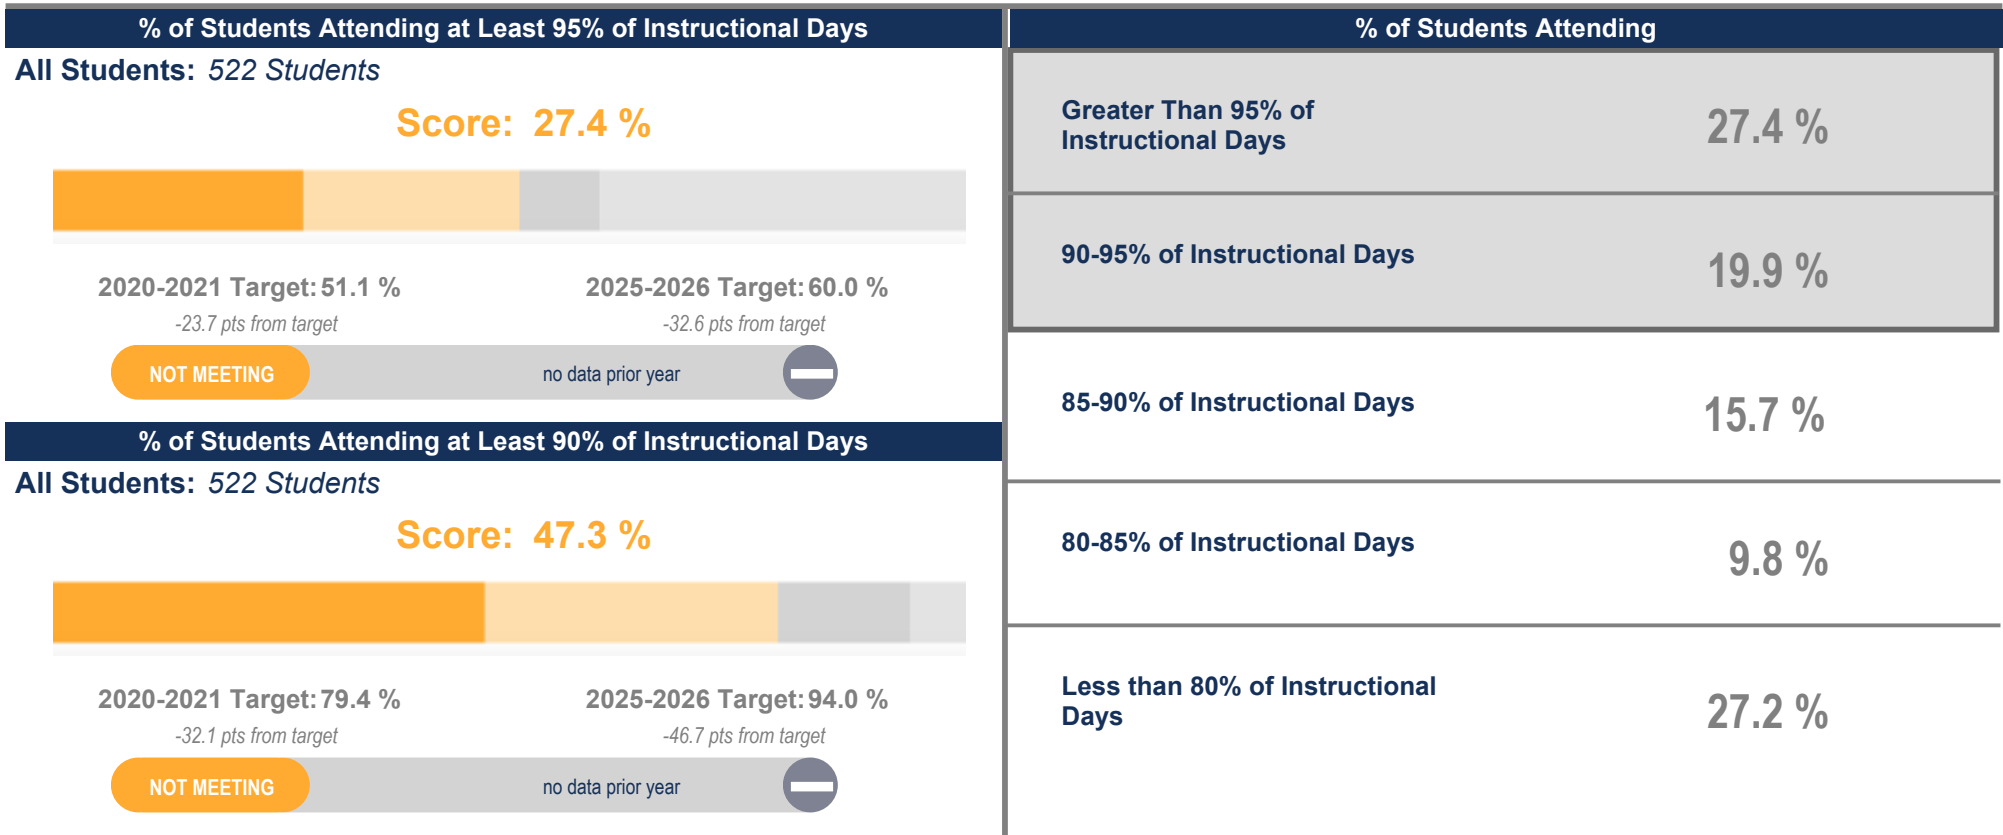 % of Students Attending at Least 95% of Instructional Days
All Students: 522 Students
Score: 27.4 %
2020-2021 Target: 51.1 %
-23.7 pts from target
2025-2026 Target: 60.0 %
-32.6 pts from target
NOT MEETING
no data prior year
% of Students Attending at Least 90% of Instructional Days
All Students: 522 Students
Score: 47.3 %
2020-2021 Target: 79.4 %
-32.1 pts from target
2025-2026 Target: 94.0 %
-46.7 pts from target
NOT MEETING
no data prior year
% of Students Attending
Greater Than 95% of
Instructional Days
27.4 %
90-95% of Instructional Days
19.9 %
85-90% of Instructional Days
15.7 %
80-85% of Instructional Days
9.8 %
Less than 80% of Instructional
Days
27.2 %